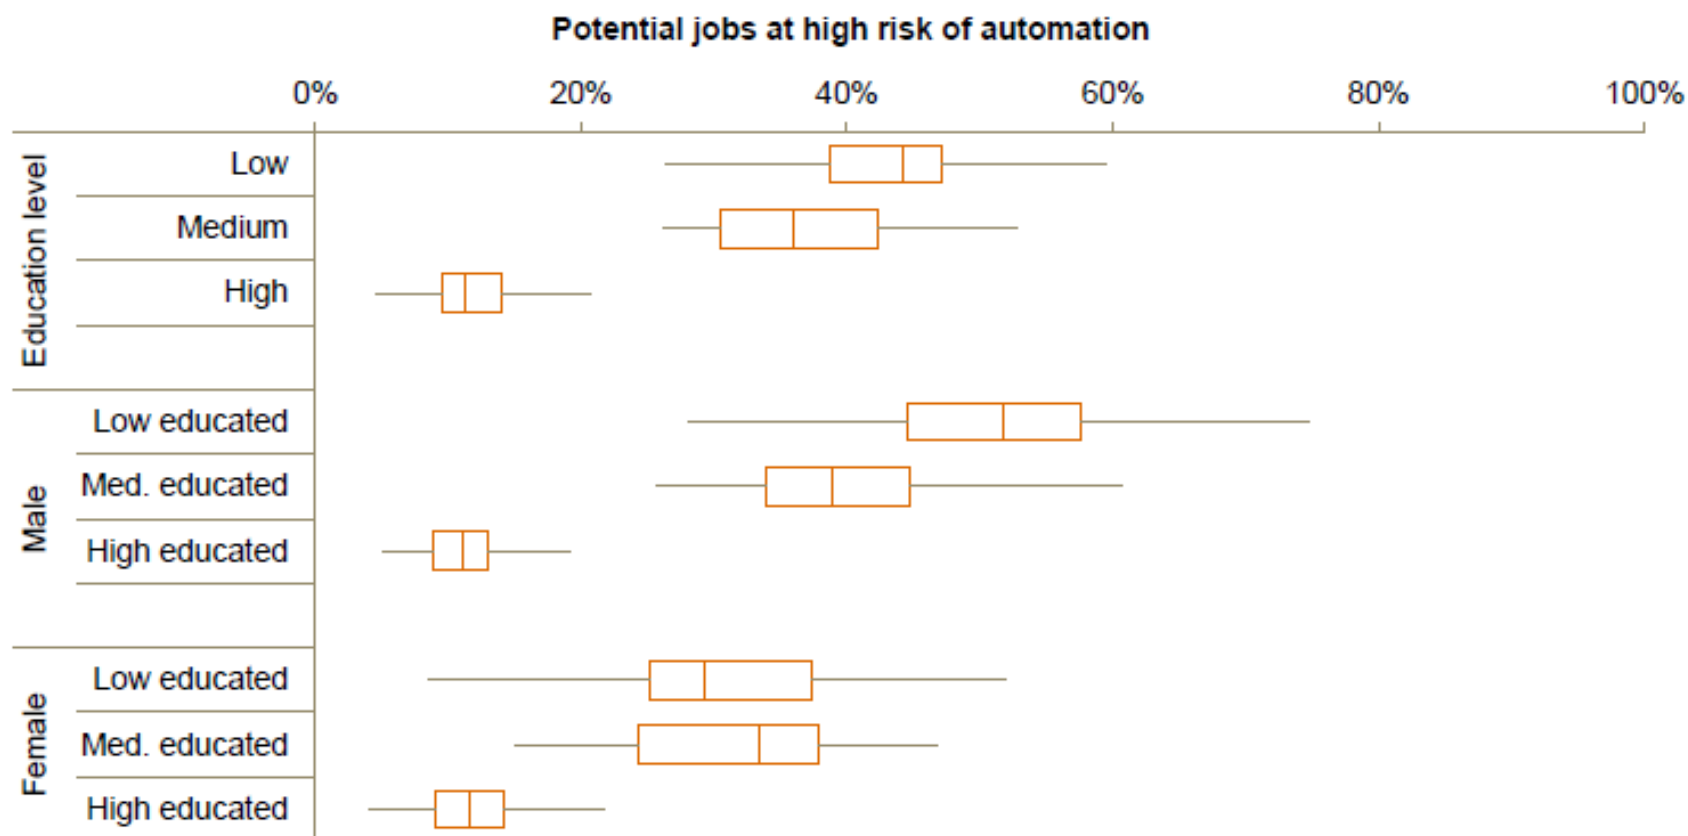 Potential jobs at high risk of automation
0% 20% 40% 60% 80% 100%
Education level
Low
Medium
High
Male
Low educated
Med. educated
High educated
Female
Low educated
Med. educated
High educated